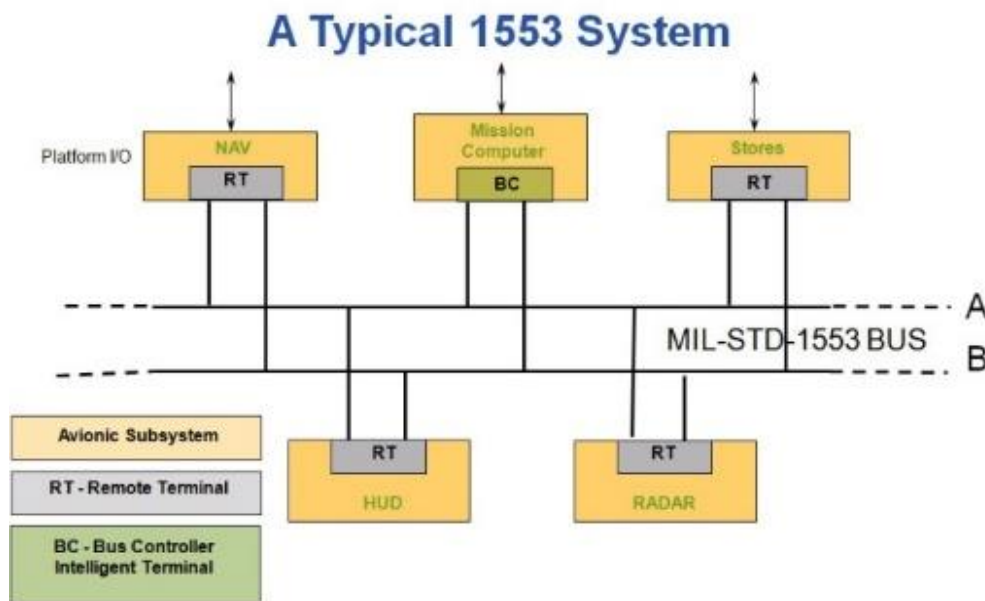 A Typical 1553 System
Platform I/O
NAV
RT
Mission
Computer
BC
Stores
RT
A
MIL-STD-1553 BUS
B
RT
HUD
RT
RADAR
Avionic Subsystem
RT - Remote Terminal
BC - Bus Controller
Intelligent Terminal